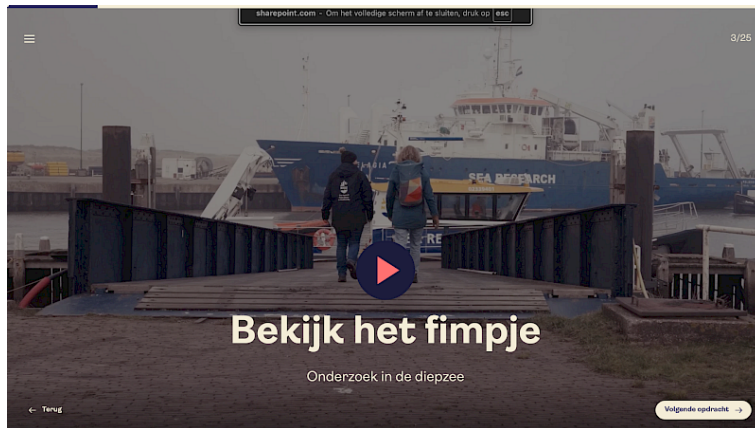 sharepoint.com – Om het volledige scherm af te sluiten, druk op esc
3/25
SEA RESEARCH
Bekijk het fimpje
Onderzoek in de diepzee
← Terug
Volgende opdracht →